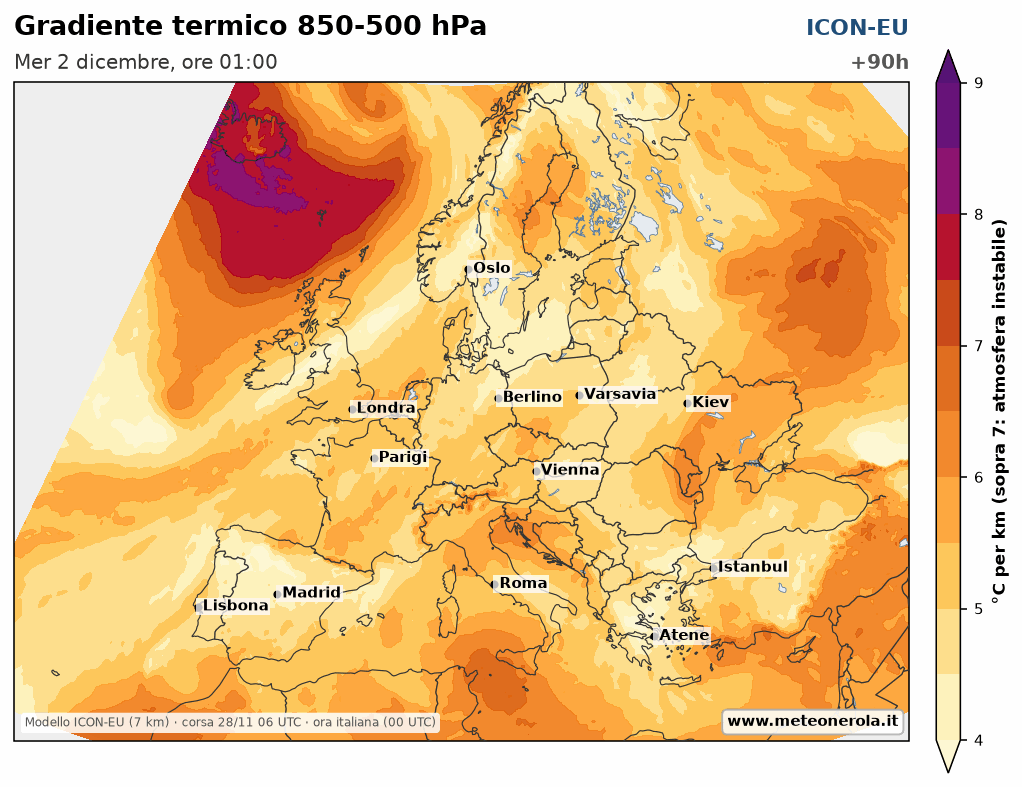 Gradiente termico 850-500 hPa
ICON-EU
Mer 2 dicembre, ore 01:00
+90h
Oslo
Londra
Berlino
Varsavia
Kiev
Parigi
Vienna
Madrid
Lisbona
Roma
Istanbul
Atene
Modello ICON-EU (7 km) · corsa 28/11 06 UTC · ora italiana (00 UTC)
www.meteonerola.it
9
8
7
6
5
4
°C per km (sopra 7: atmosfera instabile)